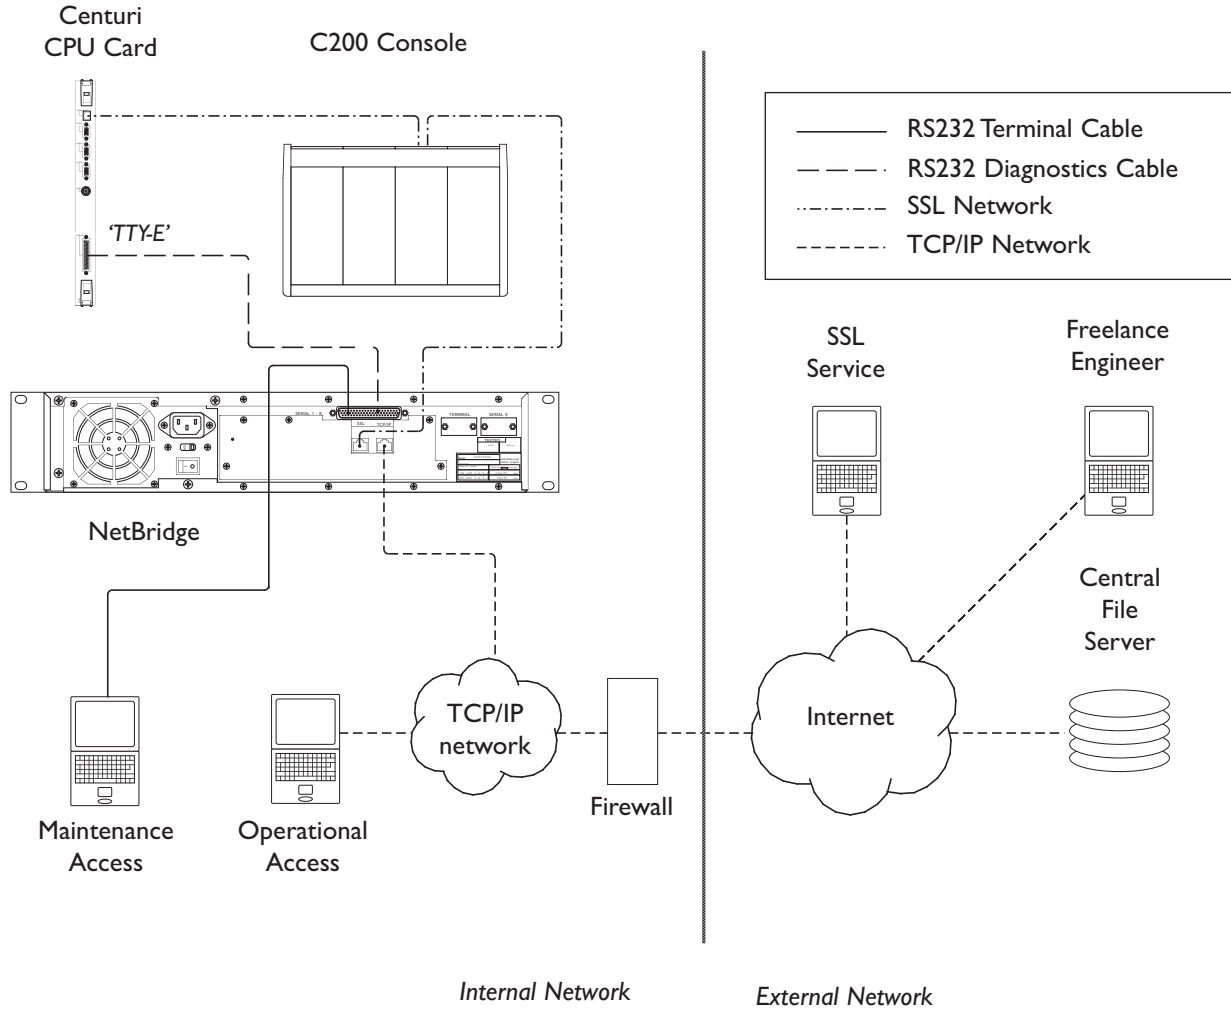 Centuri
CPU Card
C200 Console
RS232 Terminal Cable
RS232 Diagnostics Cable
SSL Network
TCP/IP Network
‘TTY-E’
SSL
Service
Freelance
Engineer
SERIAL 1 - 8
TERMINAL
SERIAL 9
SSL
TCP/IP
TESTED
NetBridge
Central
File
Server
TCP/IP
network
Internet
Firewall
Maintenance
Access
Operational
Access
Internal Network
External Network